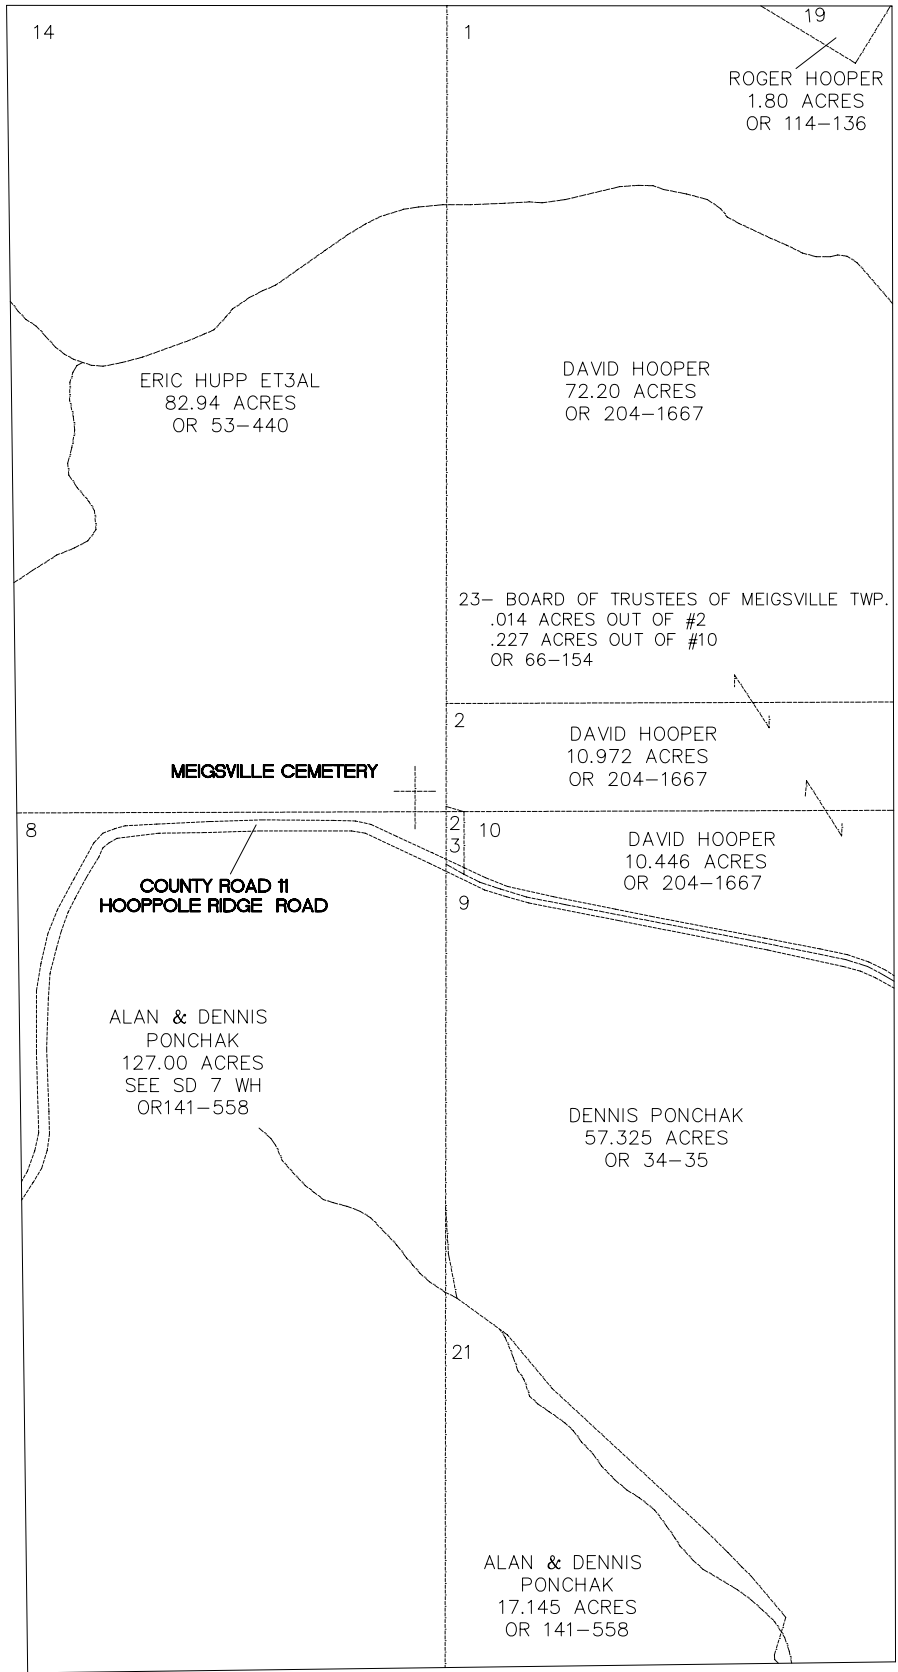 14
1
19
ROGER HOOPER
1.80 ACRES
OR 114-136
ERIC HUPP ET3AL
82.94 ACRES
OR 53-440
DAVID HOOPER
72.20 ACRES
OR 204-1667
23- BOARD OF TRUSTEES OF MEIGSVILLE TWP.
.014 ACRES OUT OF #2
.227 ACRES OUT OF #10
OR 66-154
2
DAVID HOOPER
10.972 ACRES
OR 204-1667
MEIGSVILLE CEMETERY
8
2
3
10
DAVID HOOPER
10.446 ACRES
OR 204-1667
COUNTY ROAD 11
HOOPPOLE RIDGE ROAD
9
ALAN & DENNIS
PONCHAK
127.00 ACRES
SEE SD 7 WH
OR141-558
DENNIS PONCHAK
57.325 ACRES
OR 34-35
21
ALAN & DENNIS
PONCHAK
17.145 ACRES
OR 141-558